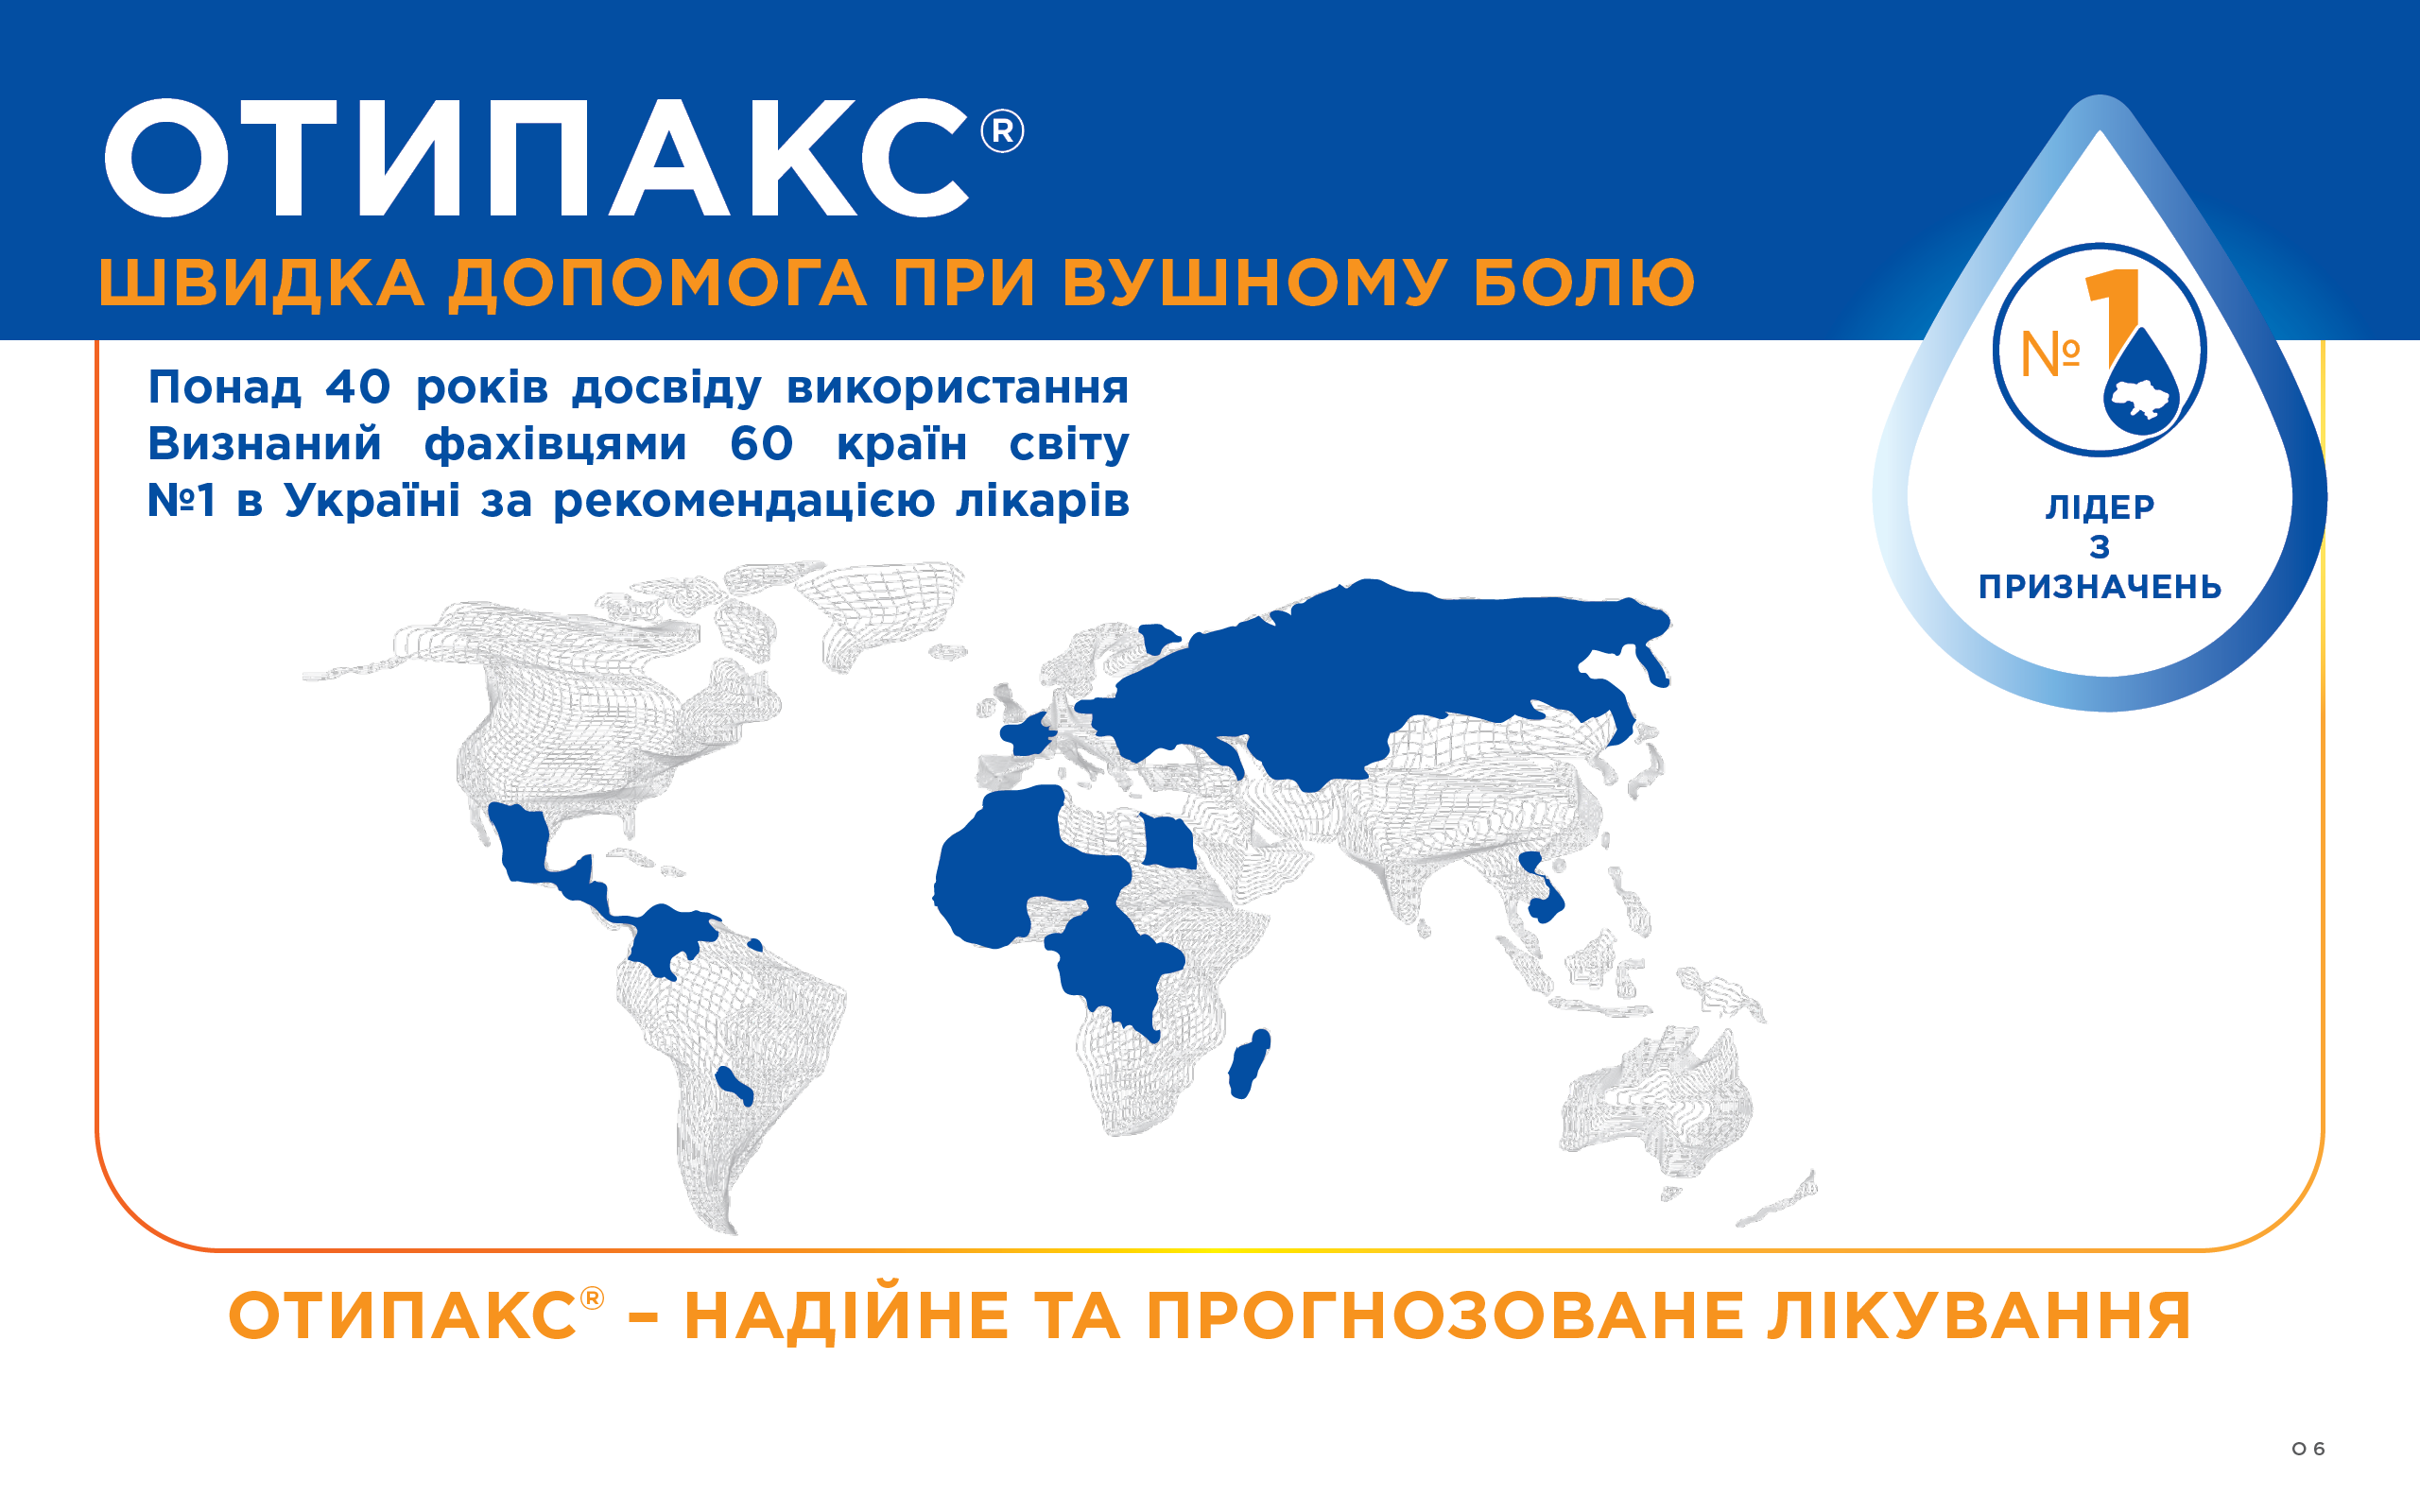 ОТИПАКС®
ШВИДКА ДОПОМОГА ПРИ ВУШНОМУ БОЛЮ
Понад 40 років досвіду використання
Визнаний фахівцями 60 країн світу
№1 в Україні за рекомендацією лікарів
№1
ЛІДЕР
З
ПРИЗНАЧЕНЬ
ОТИПАКС® – НАДІЙНЕ ТА ПРОГНОЗОВАНЕ ЛІКУВАННЯ
О 6